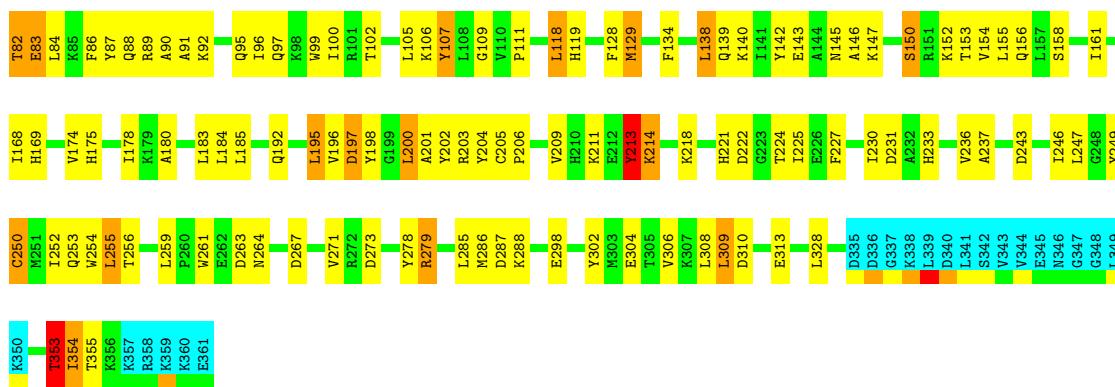 T82 E83 L84 K85 F86 Y87 Q88 R89 A90 A91 K92 Q95 I96 Q97 K98 W99 I100 R101 T102 L105 K106 Y107 L108 G109 V110 P111 L118 H119 F128 M129 F134 L138 Q139 K140 I141 Y142 E143 A144 N145 A146 K147 S150 R151 K152 T153 V154 L155 Q156 L157 S158 I161
I168 H169 V174 H175 I178 K179 A180 L183 L184 L185 Q192 L195 V196 D197 Y198 G199 L200 A201 Y202 R203 Y204 C205 P206 V209 H210 K211 E212 Y213 K214 K218 H221 D222 G223 T224 I225 E226 F227 I230 D231 A232 H233 V236 A237 D243 I246 L247 G248 Y249
C250 M251 I252 Q253 W254 L255 T256 L259 P260 W261 E262 D263 N264 D267 V271 R272 D273 Y278 R279 L285 M286 D287 K288 E298 Y302 M303 E304 T305 V306 K307 L308 L309 D310 E313 L328 D335 D336 G337 K338 L339 D340 L341 S342 V343 V344 E345 N346 G347 G348 L349
K350 T353 I354 T355 K356 K357 R358 K359 K360 E361